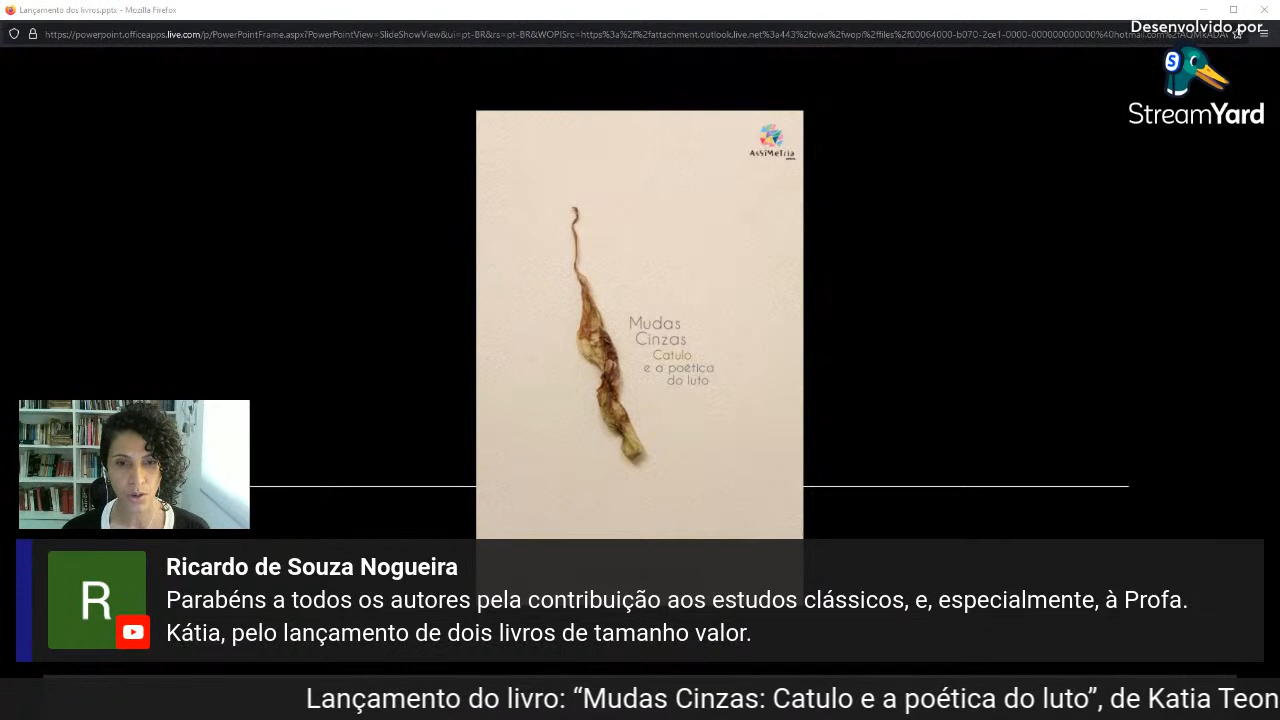 Lançamento dos livros.pptx - Mozilla Firefox
Desenvolvido por
StreamYard
AsSiMeTria
Mudas
Cinzas
Catulo
e a poética
do luto
Ricardo de Souza Nogueira
R
Parabéns a todos os autores pela contribuição aos estudos clássicos, e, especialmente, à Profa.
Kátia, pelo lançamento de dois livros de tamanho valor.
Lançamento do livro: “Mudas Cinzas: Catulo e a poética do luto”, de Katia Teon